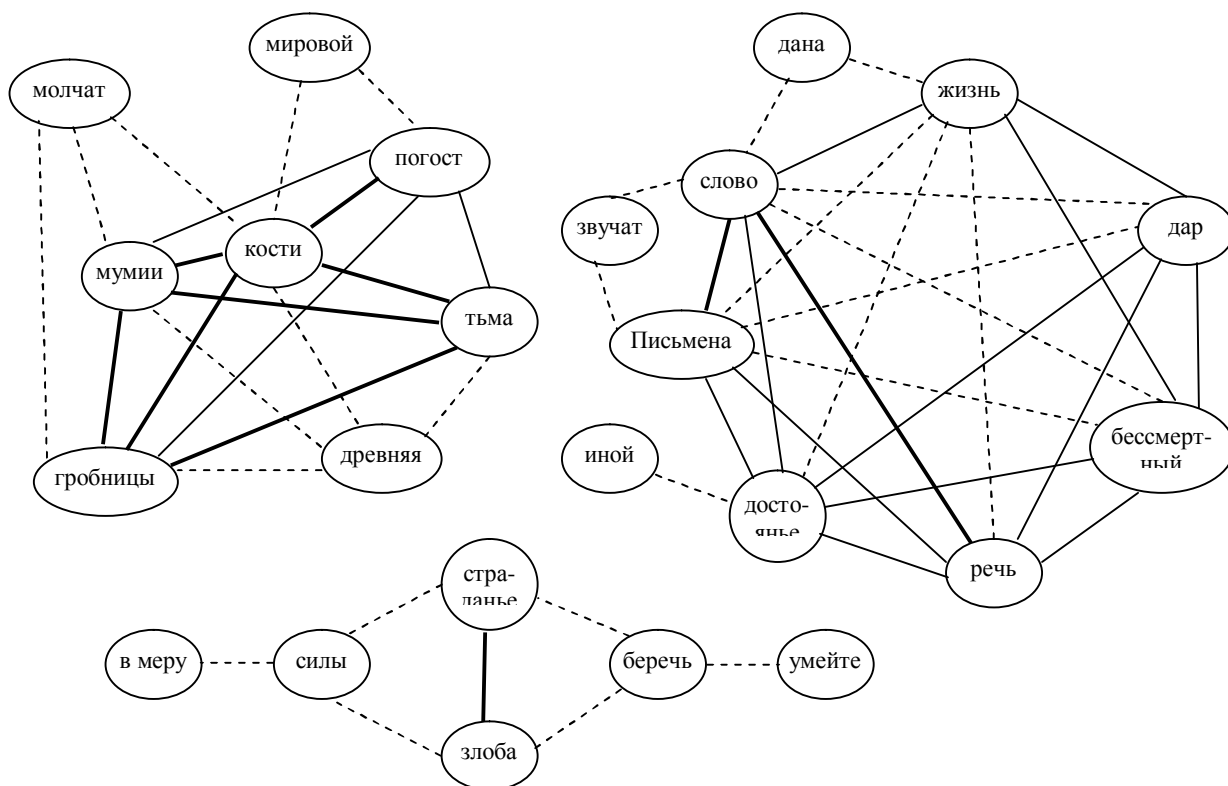 мировой
дана
молчат
жизнь
погост
слово
звучат
дар
кости
мумии
тьма
Письмена
древняя
иной
гробницы
бессмерт-
ный
досто-
янье
речь
стра-
данье
в меру
силы
беречь
умейте
злоба